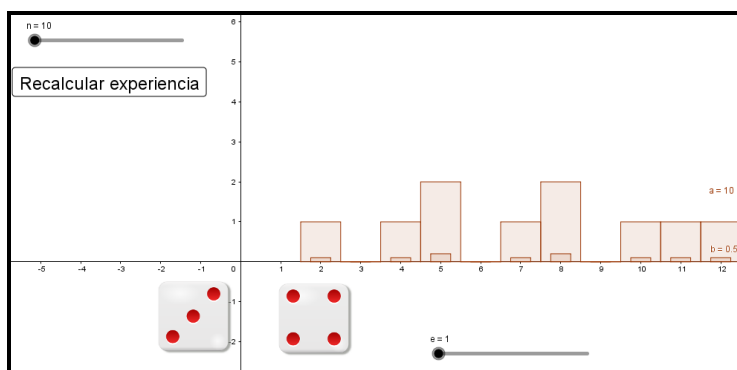 n = 10
Recalcular experiencia
6
5
4
3
2
1
a = 10
b = 0.5
-5 -4 -3 -2 -1 0 1 2 3 4 5 6 7 8 9 10 11 12
-1
-2
e = 1